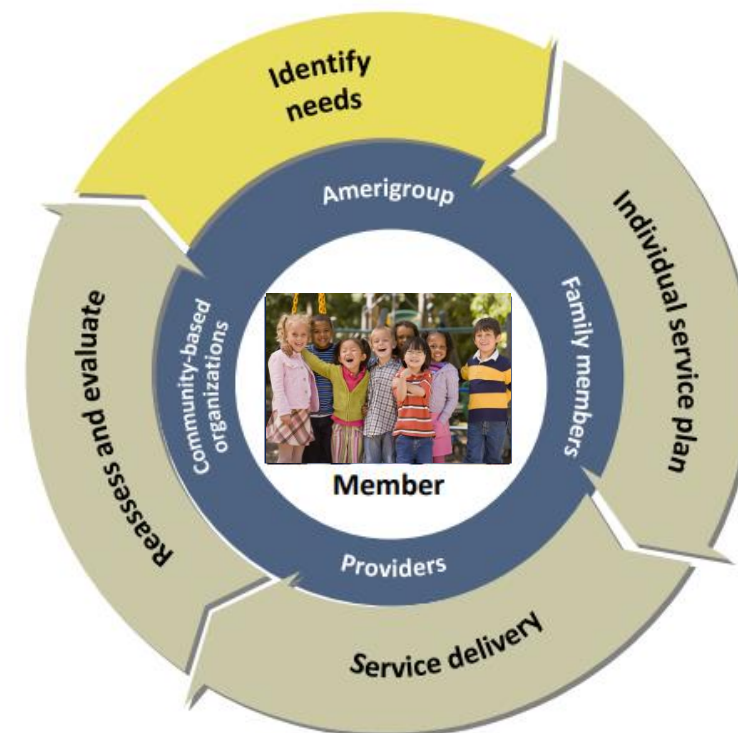 Identify
needs
Individual service plan
Service delivery
Reassess and evaluate
Amerigroup
Family members
Providers
Community-based
organizations
Member